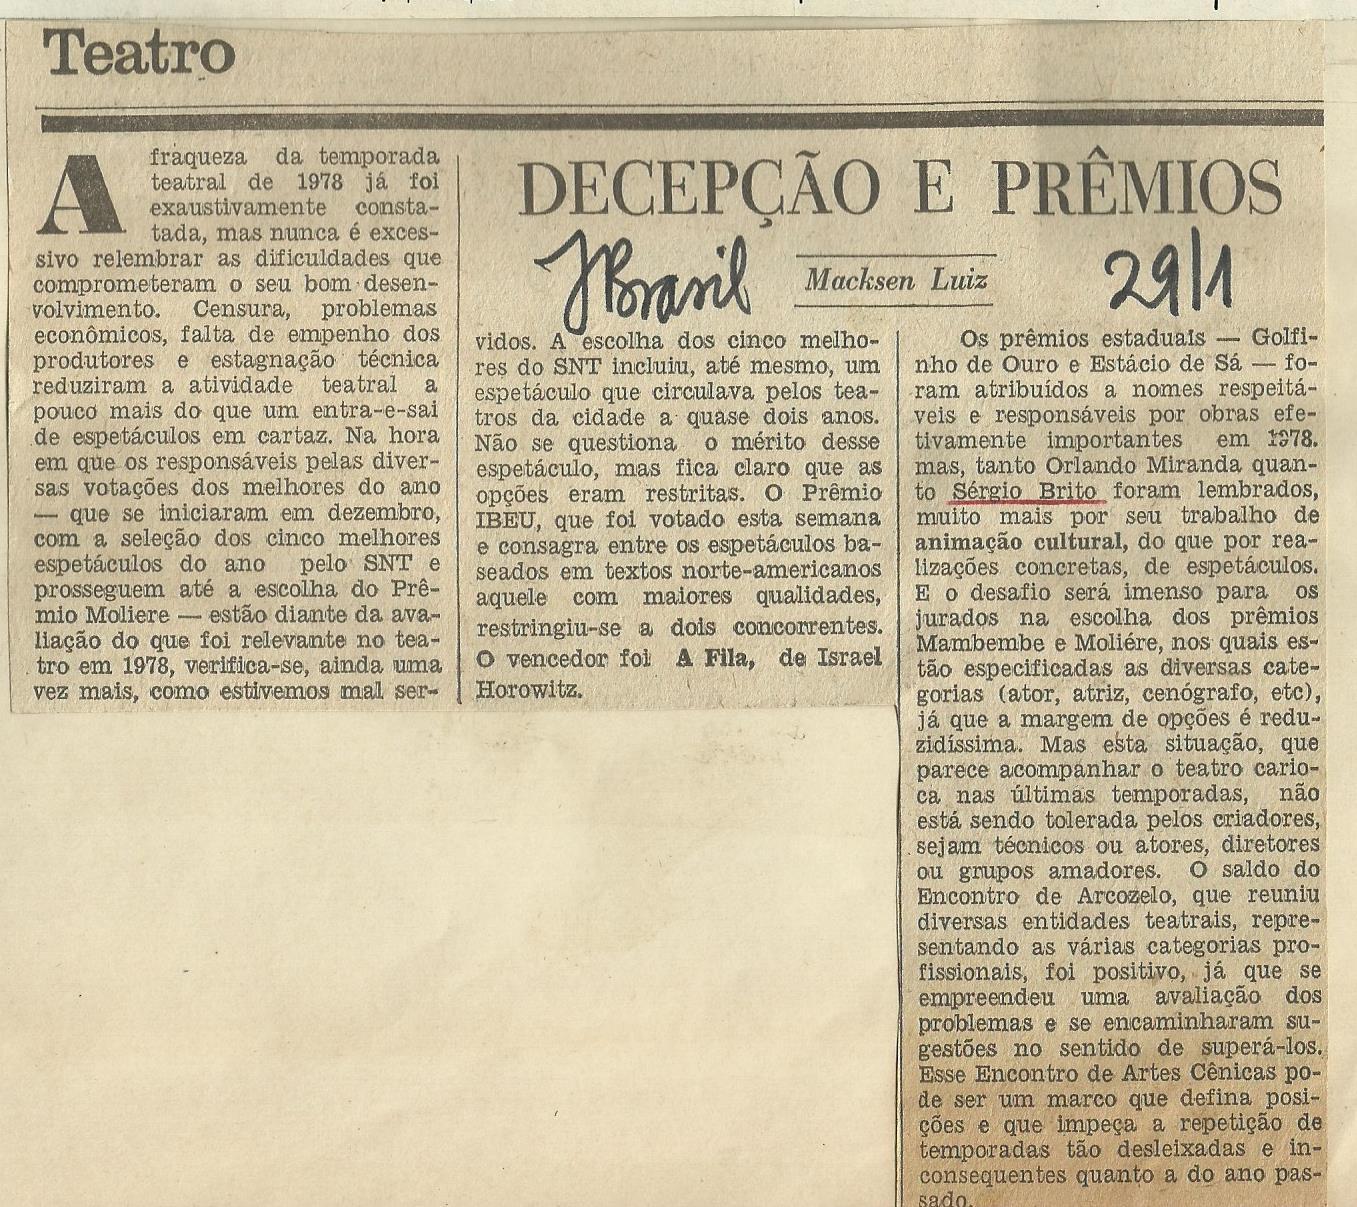 Teatro
DECEPÇÃO E PRÊMIOS
JBrasil
Macksen Luiz
29/1
A fraqueza da temporada
teatral de 1978 já foi
exaustivamente consta-
tada, mas nunca é exces-
sivo relembrar as dificuldades que
comprometeram o seu bom desen-
volvimento. Censura, problemas
econômicos, falta de empenho dos
produtores e estagnação técnica
reduziram a atividade teatral a
pouco mais do que um entra-e-sai
de espetáculos em cartaz. Na hora
em que os responsáveis pelas diver-
sas votações dos melhores do ano
— que se iniciaram em dezembro,
com a seleção dos cinco melhores
espetáculos do ano pelo SNT e
prosseguem até a escolha do Prê-
mio Moliere — estão diante da ava-
liação do que foi relevante no tea-
tro em 1978, verifica-se, ainda uma
vez mais, como estivemos mal ser-
vidos. A escolha dos cinco melho-
res do SNT incluiu, até mesmo, um
espetáculo que circulava pelos tea-
tros da cidade a quase dois anos.
Não se questiona o mérito desse
espetáculo, mas fica claro que as
opções eram restritas. O Prêmio
IBEU, que foi votado esta semana
e consagra entre os espetáculos ba-
seados em textos norte-americanos
aquele com maiores qualidades,
restringiu-se a dois concorrentes.
O vencedor foi A Fila, de Israel
Horowitz.
Os prêmios estaduais — Golfi-
nho de Ouro e Estácio de Sá — fo-
ram atribuídos a nomes respeitá-
veis e responsáveis por obras efe-
tivamente importantes em 1978.
mas, tanto Orlando Miranda quan-
to Sérgio Brito foram lembrados,
muito mais por seu trabalho de
animação cultural, do que por rea-
lizações concretas, de espetáculos.
E o desafio será imenso para os
jurados na escolha dos prêmios
Mambembe e Moliére, nos quais es-
tão especificadas as diversas cate-
gorias (ator, atriz, cenógrafo, etc),
já que a margem de opções é redu-
zidíssima. Mas esta situação, que
parece acompanhar o teatro cario-
ca nas últimas temporadas, não
está sendo tolerada pelos criadores,
sejam técnicos ou atores, diretores
ou grupos amadores. O saldo do
Encontro de Arcozelo, que reuniu
diversas entidades teatrais, repre-
sentando as várias categorias pro-
fissionais, foi positivo, já que se
empreendeu uma avaliação dos
problemas e se encaminharam su-
gestões no sentido de superá-los.
Esse Encontro de Artes Cênicas po-
de ser um marco que defina posi-
ções e que impeça a repetição de
temporadas tão desleixadas e in-
consequentes quanto a do ano pas-
sado.